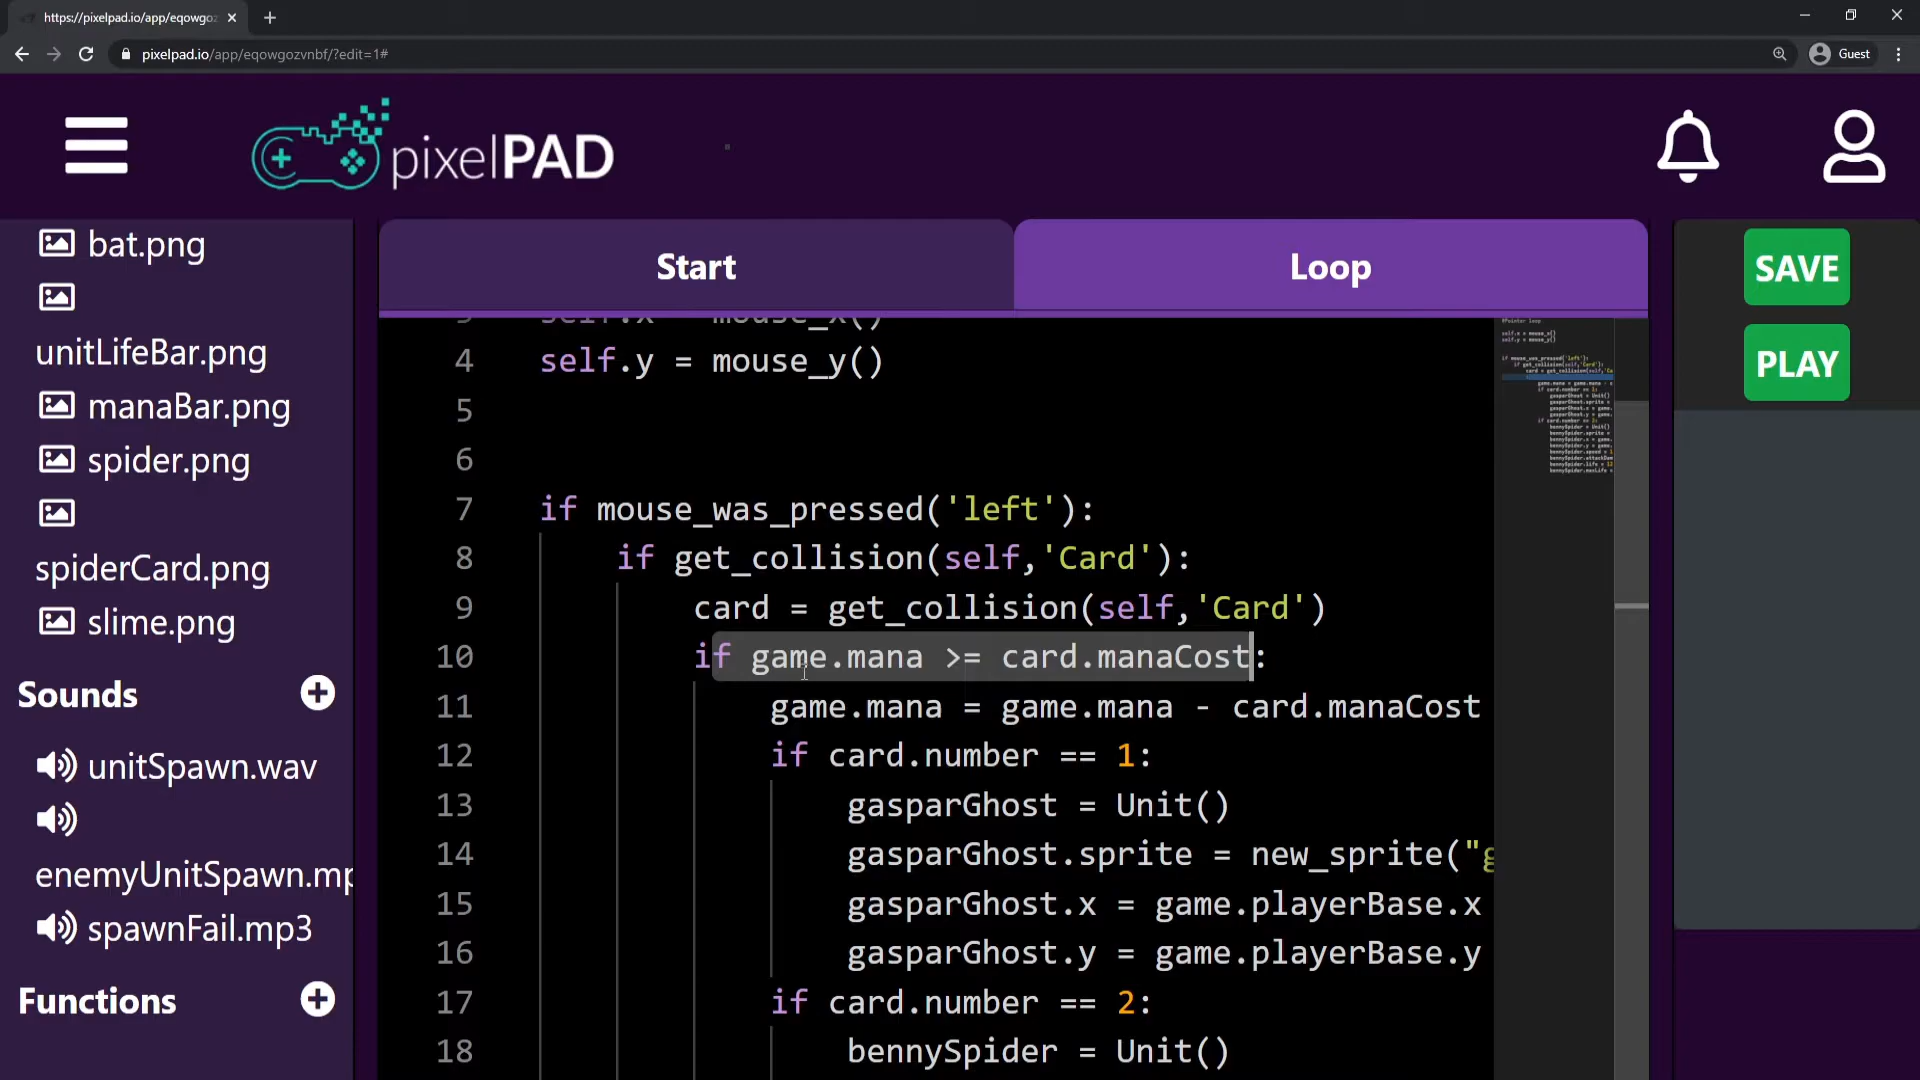 https://pixelpad.io/app/eqowgoz
pixelpad.io/app/eqowgozvnbf/?edit=1#
Guest
pixelPAD
bat.png
unitLifeBar.png
manaBar.png
spider.png
spiderCard.png
slime.png
Sounds
unitSpawn.wav
enemyUnitSpawn.mp
spawnFail.mp3
Functions
Start
Loop
3 self.x = mouse_x()
4 self.y = mouse_y()
5
6
7 if mouse_was_pressed('left'):
8 if get_collision(self,'Card'):
9 card = get_collision(self,'Card')
10 if game.mana >= card.manaCost:
11 game.mana = game.mana - card.manaCost
12 if card.number == 1:
13 gasparGhost = Unit()
14 gasparGhost.sprite = new_sprite("g
15 gasparGhost.x = game.playerBase.x
16 gasparGhost.y = game.playerBase.y
17 if card.number == 2:
18 bennySpider = Unit()
SAVE
PLAY